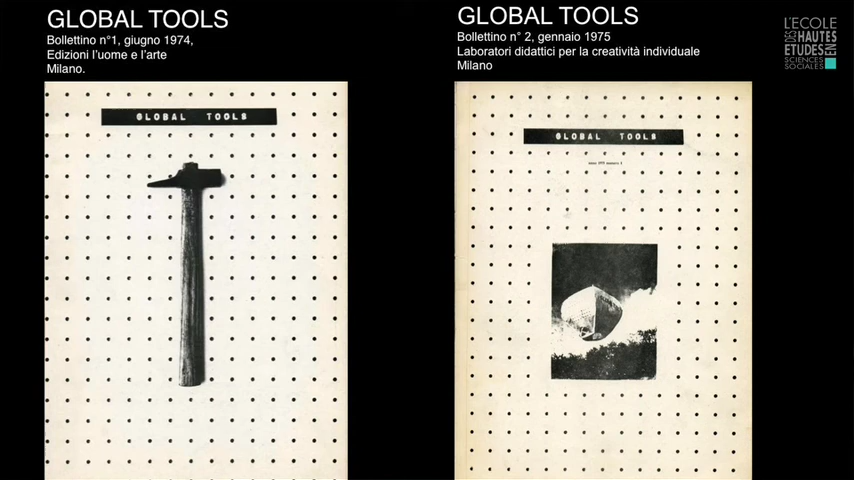 GLOBAL TOOLS
Bollettino n°1, giugno 1974,
Edizioni l'uome e l'arte
Milano.
GLOBAL TOOLS
GLOBAL TOOLS
Bollettino n° 2, gennaio 1975
Laboratori didattici per la creatività individuale
Milano
GLOBAL TOOLS
L'ECOLE
DES HAUTES
ETUDES EN
SCIENCES
SOCIALES